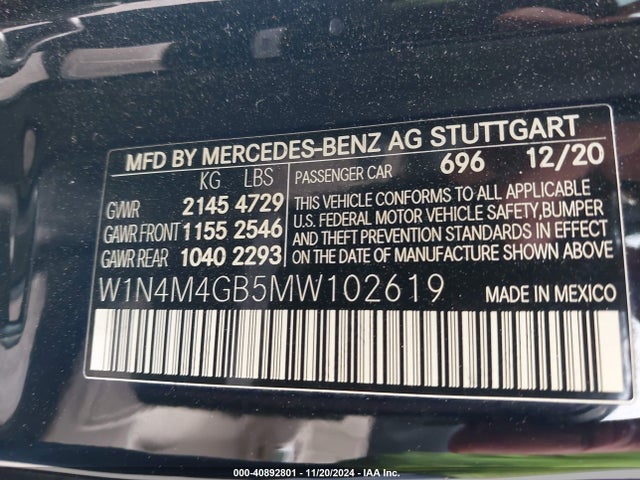 MFD BY MERCEDES-BENZ AG STUTTGART
KG LBS
GVWR 2145 4729
GAWR FRONT 1155 2546
GAWR REAR 1040 2293
PASSENGER CAR 696 12/20
THIS VEHICLE CONFORMS TO ALL APPLICABLE
U.S. FEDERAL MOTOR VEHICLE SAFETY,BUMPER
AND THEFT PREVENTION STANDARDS IN EFFECT
ON THE DATE OF MANUFACTURE SHOWN ABOVE
W1N4M4GB5MW102619 MADE IN MEXICO
000-40892801 - 11/20/2024 - IAA Inc.